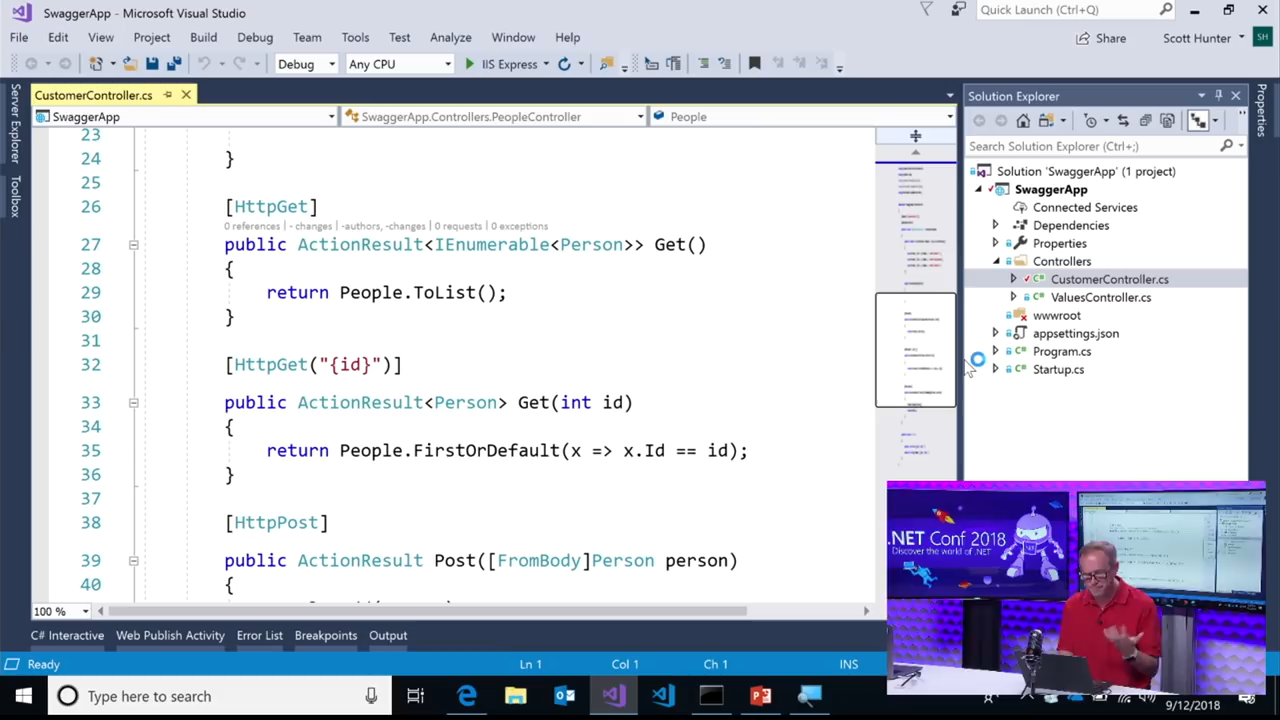 SwaggerApp - Microsoft Visual Studio
Quick Launch (Ctrl+Q)
File Edit View Project Build Debug Team Tools Test Analyze Window Help
Share
Scott Hunter
SH
Debug
Any CPU
IIS Express
Server Explorer
Toolbox
CustomerController.cs
SwaggerApp
SwaggerApp.Controllers.PeopleController
People
23
24 }
25
26 [HttpGet]
0 references | - changes | -authors, -changes | 0 requests | 0 exceptions
27 public ActionResult<IEnumerable<Person>> Get()
28 {
29 return People.ToList();
30 }
31
32 [HttpGet("{id}")]
33 public ActionResult<Person> Get(int id)
34 {
35 return People.FirstOrDefault(x => x.Id == id);
36 }
37
38 [HttpPost]
39 public ActionResult Post([FromBody]Person person)
40 {
100 %
Solution Explorer
Search Solution Explorer (Ctrl+;)
Solution 'SwaggerApp' (1 project)
SwaggerApp
Connected Services
Dependencies
Properties
Controllers
CustomerController.cs
ValuesController.cs
wwwroot
appsettings.json
Program.cs
Startup.cs
Properties
.NET Conf 2018
Discover the world of .NET
C# Interactive Web Publish Activity Error List Breakpoints Output
Ready
Ln 1
Col 1
Ch 1
INS
Type here to search
9/12/2018